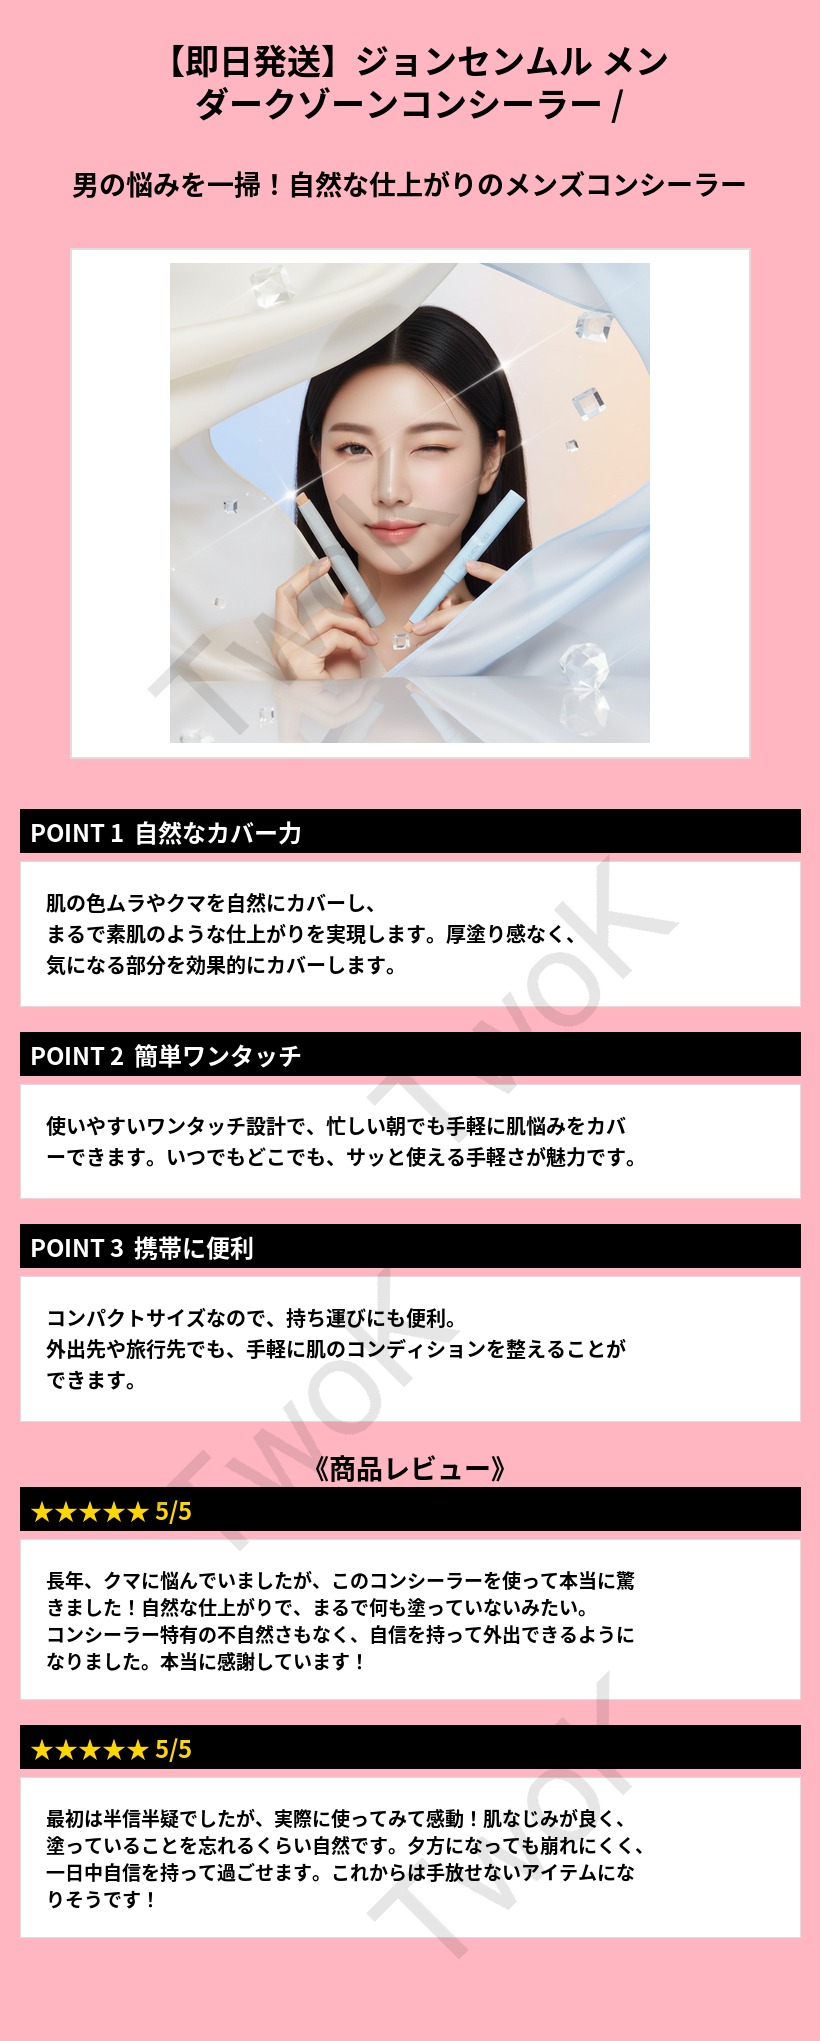 【即日発送】ジョンセンムル メン
ダークゾーンコンシーラー /
男の悩みを一掃！自然な仕上がりのメンズコンシーラー
TwoK
POINT 1 自然なカバー力
肌の色ムラやクマを自然にカバーし、
まるで素肌のような仕上がりを実現します。厚塗り感なく、
気になる部分を効果的にカバーします。
TwoK
POINT 2 簡単ワンタッチ
使いやすいワンタッチ設計で、忙しい朝でも手軽に肌悩みをカバ
ーできます。いつでもどこでも、サッと使える手軽さが魅力です。
POINT 3 携帯に便利
コンパクトサイズなので、持ち運びにも便利。
外出先や旅行先でも、手軽に肌のコンディションを整えることが
できます。
TwoK
《商品レビュー》
★★★★★ 5/5
長年、クマに悩んでいましたが、このコンシーラーを使って本当に驚
きました！自然な仕上がりで、まるで何も塗っていないみたい。
コンシーラー特有の不自然さもなく、自信を持って外出できるように
なりました。本当に感謝しています！
★★★★★ 5/5
最初は半信半疑でしたが、実際に使ってみて感動！肌なじみが良く、
塗っていることを忘れるくらい自然です。夕方になっても崩れにくく、
一日中自信を持って過ごせます。これからは手放せないアイテムにな
りそうです！
TwoK